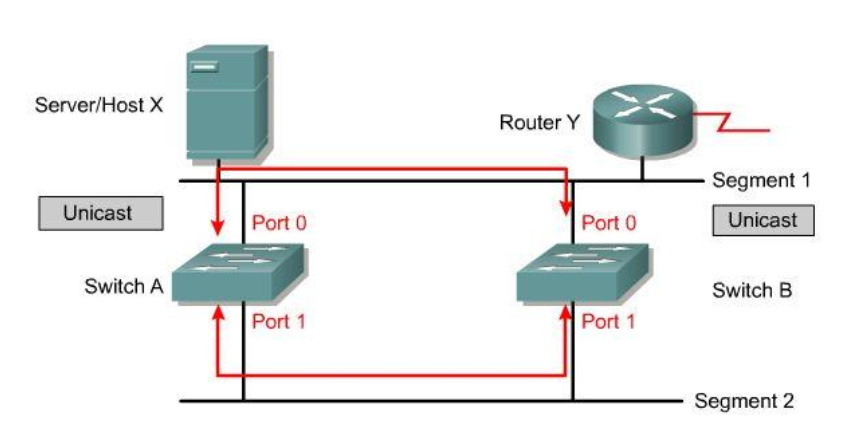 Server/Host X
Router Y
Segment 1
Unicast
Port 0
Port 0
Unicast
Switch A
Switch B
Port 1
Port 1
Segment 2